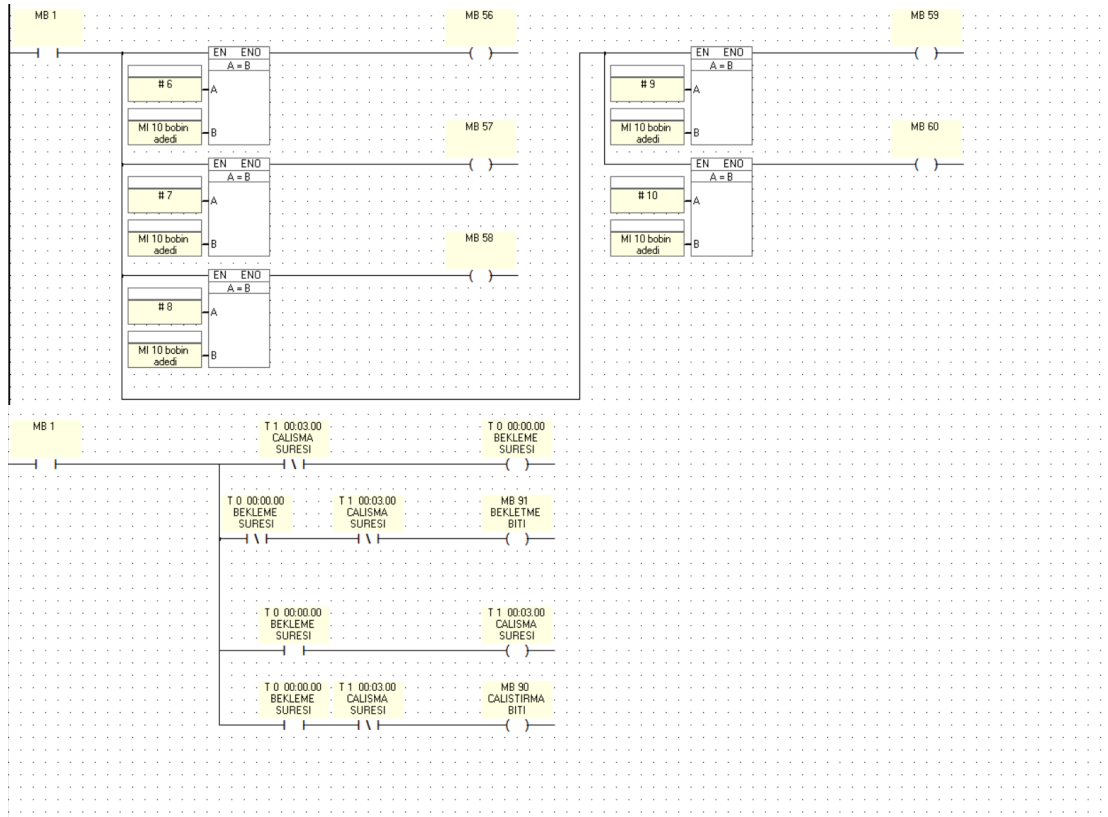 MB 1
MB 56
MB 59
EN ENO
A = B
# 6
A
MI 10 bobin
adedi
B
EN ENO
A = B
# 9
A
MI 10 bobin
adedi
B
MB 57
MB 60
EN ENO
A = B
# 7
A
MI 10 bobin
adedi
B
EN ENO
A = B
# 10
A
MI 10 bobin
adedi
B
MB 58
EN ENO
A = B
# 8
A
MI 10 bobin
adedi
B
MB 1
T 1 00:03.00
CALISMA
SURESI
T 0 00:00.00
BEKLEME
SURESI
T 0 00:00.00
BEKLEME
SURESI
T 1 00:03.00
CALISMA
SURESI
MB 91
BEKLETME
BITI
T 0 00:00.00
BEKLEME
SURESI
T 1 00:03.00
CALISMA
SURESI
T 0 00:00.00
BEKLEME
SURESI
T 1 00:03.00
CALISMA
SURESI
MB 90
CALISTIRMA
BITI